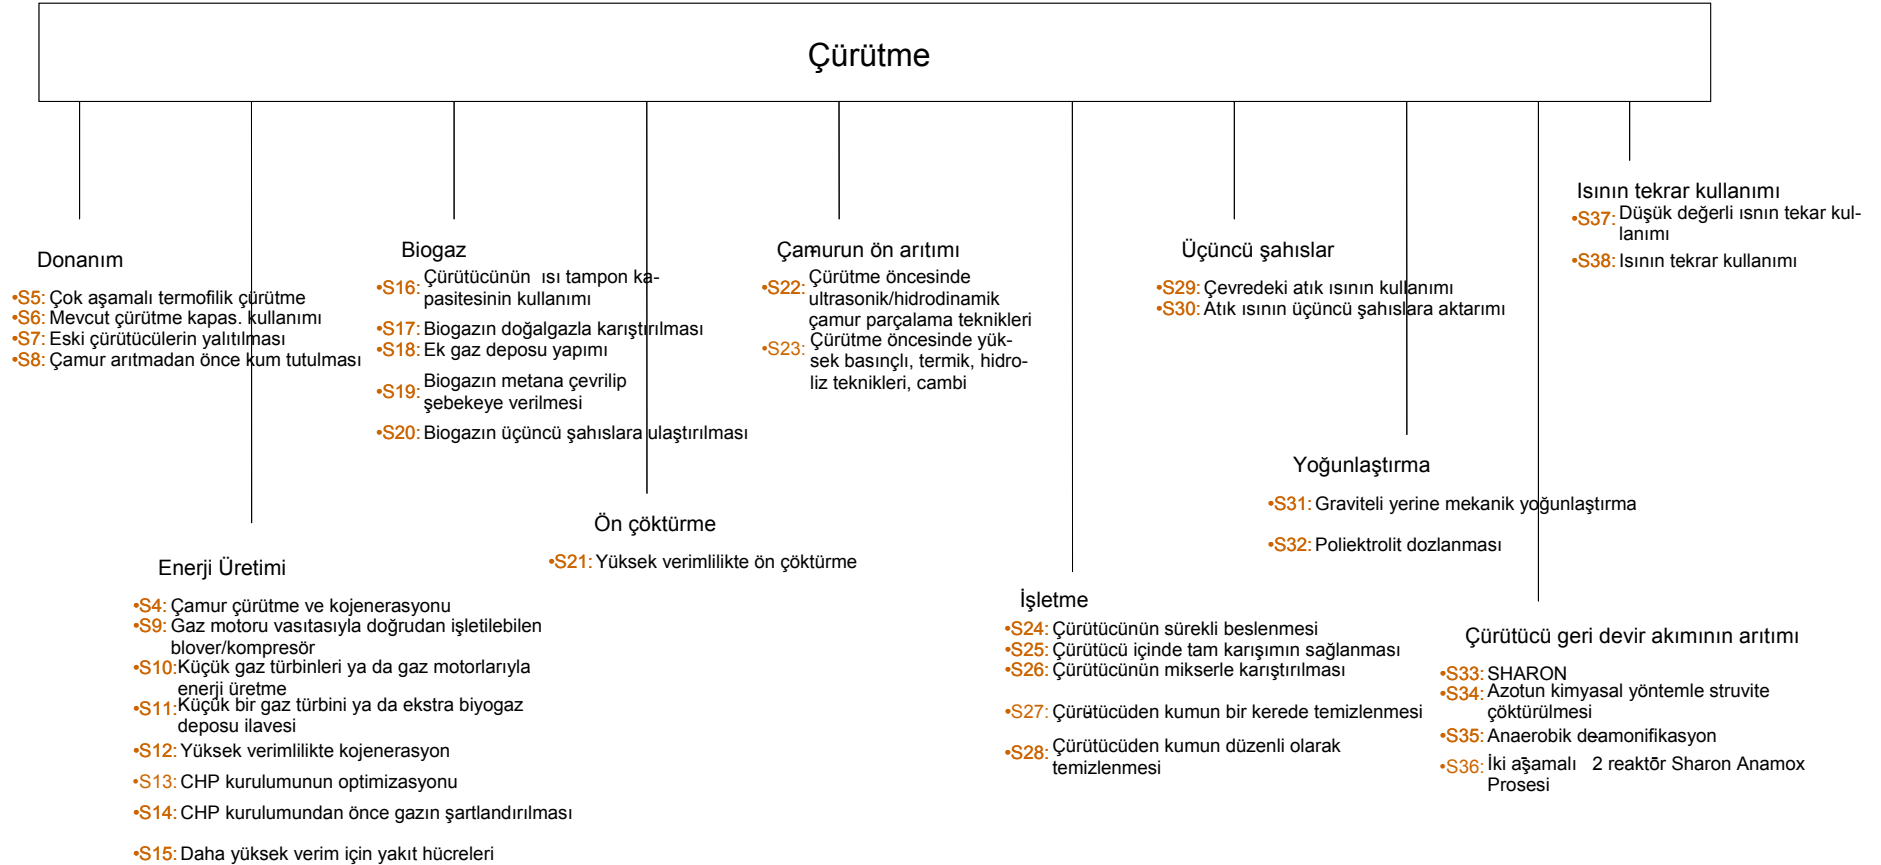 Çürütme
Donanım
•S5: Çok aşamalı termofilik çürütme
•S6: Mevcut çürütme kapas. kullanımı
•S7: Eski çürütücülerin yalıtılması
•S8: Çamur arıtmadan önce kum tutulması
Enerji Üretimi
•S4: Çamur çürütme ve kojenerasyonu
•S9: Gaz motoru vasıtasıyla doğrudan işletilebilen
blover/kompresör
•S10: Küçük gaz türbinleri ya da gaz motorlarıyla
enerji üretme
•S11: Küçük bir gaz türbini ya da ekstra biyogaz
deposu ilavesi
•S12: Yüksek verimlilikte kojenerasyon
•S13: CHP kurulumunun optimizasyonu
•S14: CHP kurulumundan önce gazın şartlandırılması
•S15: Daha yüksek verim için yakıt hücreleri
Biogaz
•S16: Çürütücünün ısı tampon ka-
pasitesinin kullanımı
•S17: Biogazın doğalgazla karıştırılması
•S18: Ek gaz deposu yapımı
•S19: Biogazın metana çevrilip
şebekeye verilmesi
•S20: Biogazın üçüncü şahıslara ulaştırılması
Ön çöktürme
•S21: Yüksek verimlilikte ön çöktürme
Çamurun ön arıtımı
•S22: Çürütme öncesinde
ultrasonik/hidrodinamik
çamur parçalama teknikleri
•S23: Çürütme öncesinde yük-
sek basınçlı, termik, hidro-
liz teknikleri, cambi
İşletme
•S24: Çürütücünün sürekli beslenmesi
•S25: Çürütücü içinde tam karışımın sağlanması
•S26: Çürütücünün mikserle karıştırılması
•S27: Çürütücüden kumun bir kerede temizlenmesi
•S28: Çürütücüden kumun düzenli olarak
temizlenmesi
Üçüncü şahıslar
•S29: Çevredeki atık ısının kullanımı
•S30: Atık ısının üçüncü şahıslara aktarımı
Yoğunlaştırma
•S31: Graviteli yerine mekanik yoğunlaştırma
•S32: Poliektrolit dozlanması
Çürütücü geri devir akımının arıtımı
•S33: SHARON
•S34: Azotun kimyasal yöntemle struvite
çöktürülmesi
•S35: Anaerobik deamonifikasyon
•S36: İki aşamalı 2 reaktör Sharon Anamox
Prosesi
Isının tekrar kullanımı
•S37: Düşük değerli ısnın tekar kul-
lanımı
•S38: Isının tekrar kullanımı